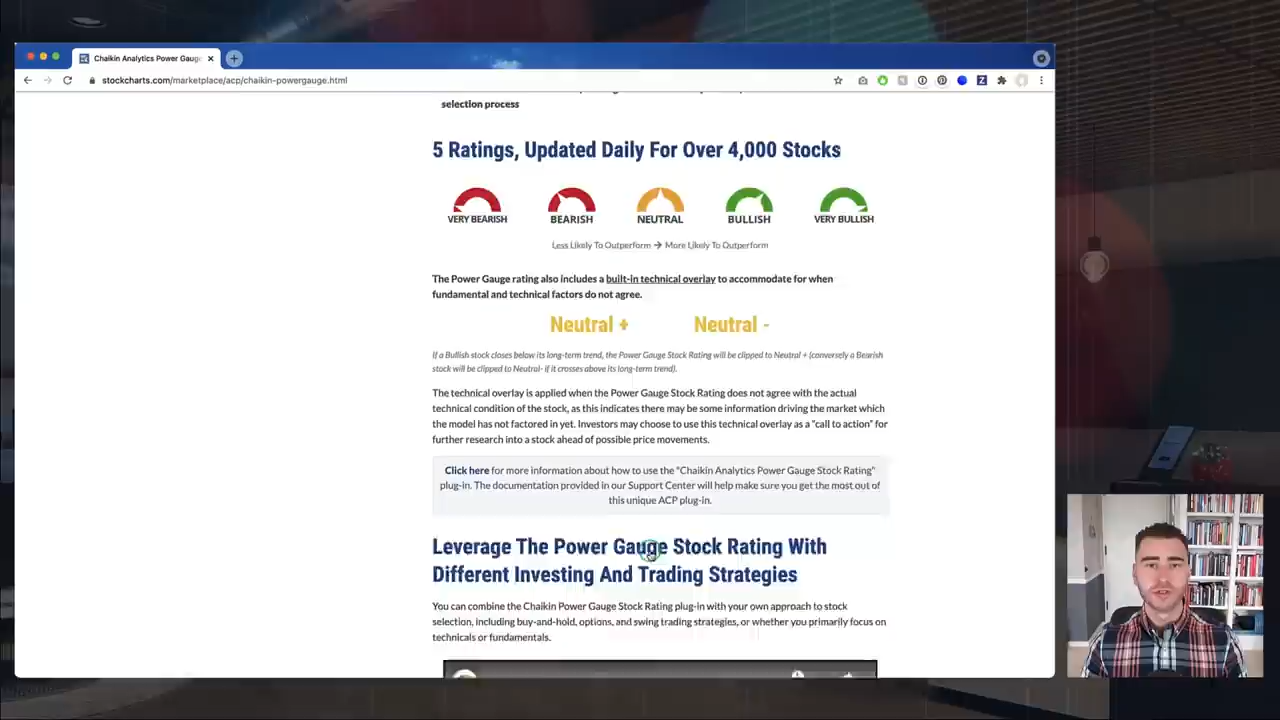 Chaikin Analytics Power Gauge
stockcharts.com/marketplace/acp/chaikin-powergauge.html
selection process
5 Ratings, Updated Daily For Over 4,000 Stocks
VERY BEARISH
BEARISH
NEUTRAL
BULLISH
VERY BULLISH
Less Likely To Outperform → More Likely To Outperform
The Power Gauge rating also includes a built-in technical overlay to accommodate for when
fundamental and technical factors do not agree.
Neutral +
Neutral -
If a Bullish stock closes below its long-term trend, the Power Gauge Stock Rating will be clipped to Neutral + (conversely a Bearish
stock will be clipped to Neutral- if it crosses above its long-term trend).
The technical overlay is applied when the Power Gauge Stock Rating does not agree with the actual
technical condition of the stock, as this indicates there may be some information driving the market which
the model has not factored in yet. Investors may choose to use this technical overlay as a "call to action" for
further research into a stock ahead of possible price movements.
Click here for more information about how to use the "Chaikin Analytics Power Gauge Stock Rating"
plug-in. The documentation provided in our Support Center will help make sure you get the most out of
this unique ACP plug-in.
Leverage The Power Gauge Stock Rating With
Different Investing And Trading Strategies
You can combine the Chaikin Power Gauge Stock Rating plug-in with your own approach to stock
selection, including buy-and-hold, options, and swing trading strategies, or whether you primarily focus on
technicals or fundamentals.